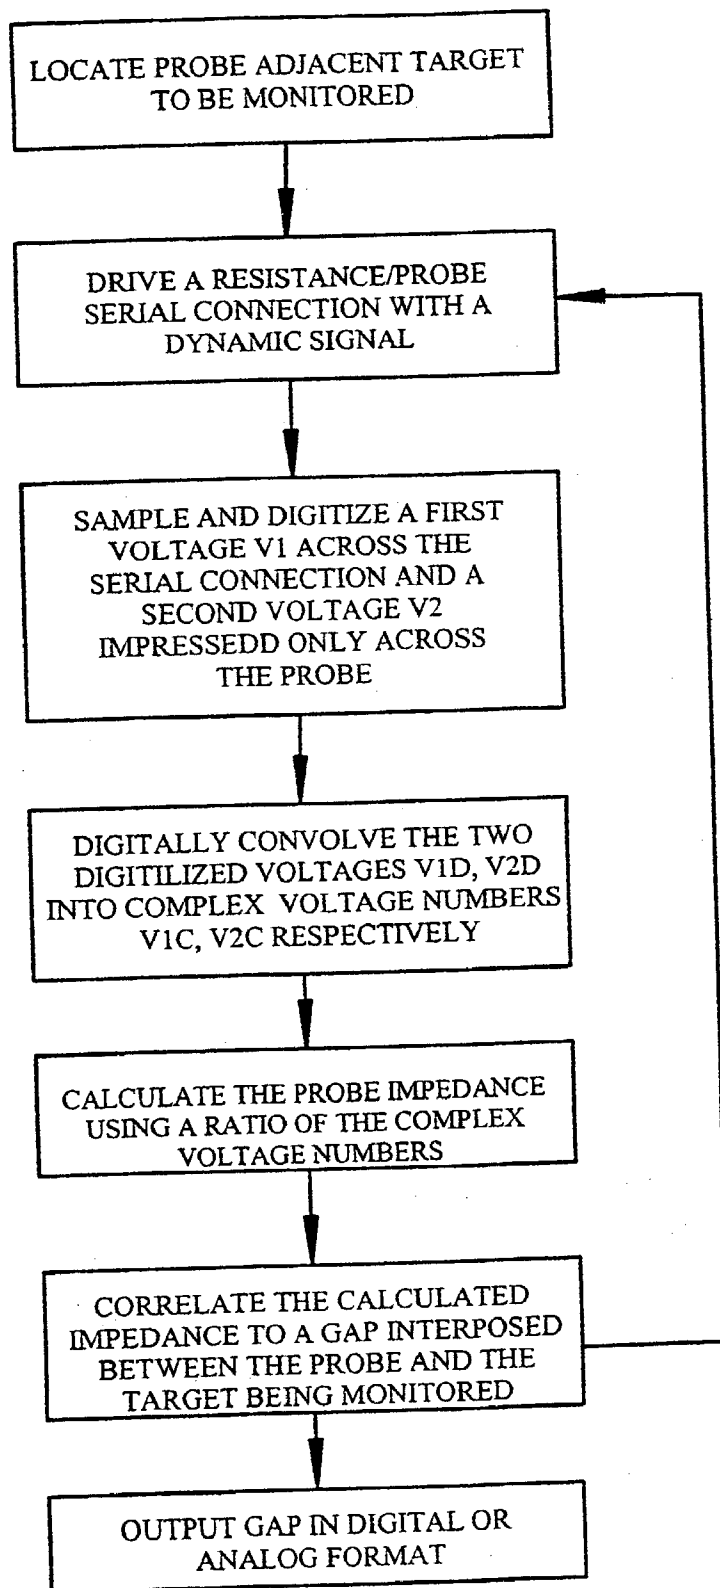 LOCATE PROBE ADJACENT TARGET
TO BE MONITORED
DRIVE A RESISTANCE/PROBE
SERIAL CONNECTION WITH A
DYNAMIC SIGNAL
SAMPLE AND DIGITIZE A FIRST
VOLTAGE V1 ACROSS THE
SERIAL CONNECTION AND A
SECOND VOLTAGE V2
IMPRESSEDD ONLY ACROSS
THE PROBE
DIGITALLY CONVOLVE THE TWO
DIGITILIZED VOLTAGES V1D, V2D
INTO COMPLEX VOLTAGE NUMBERS
V1C, V2C RESPECTIVELY
CALCULATE THE PROBE IMPEDANCE
USING A RATIO OF THE COMPLEX
VOLTAGE NUMBERS
CORRELATE THE CALCULATED
IMPEDANCE TO A GAP INTERPOSED
BETWEEN THE PROBE AND THE
TARGET BEING MONITORED
OUTPUT GAP IN DIGITAL OR
ANALOG FORMAT